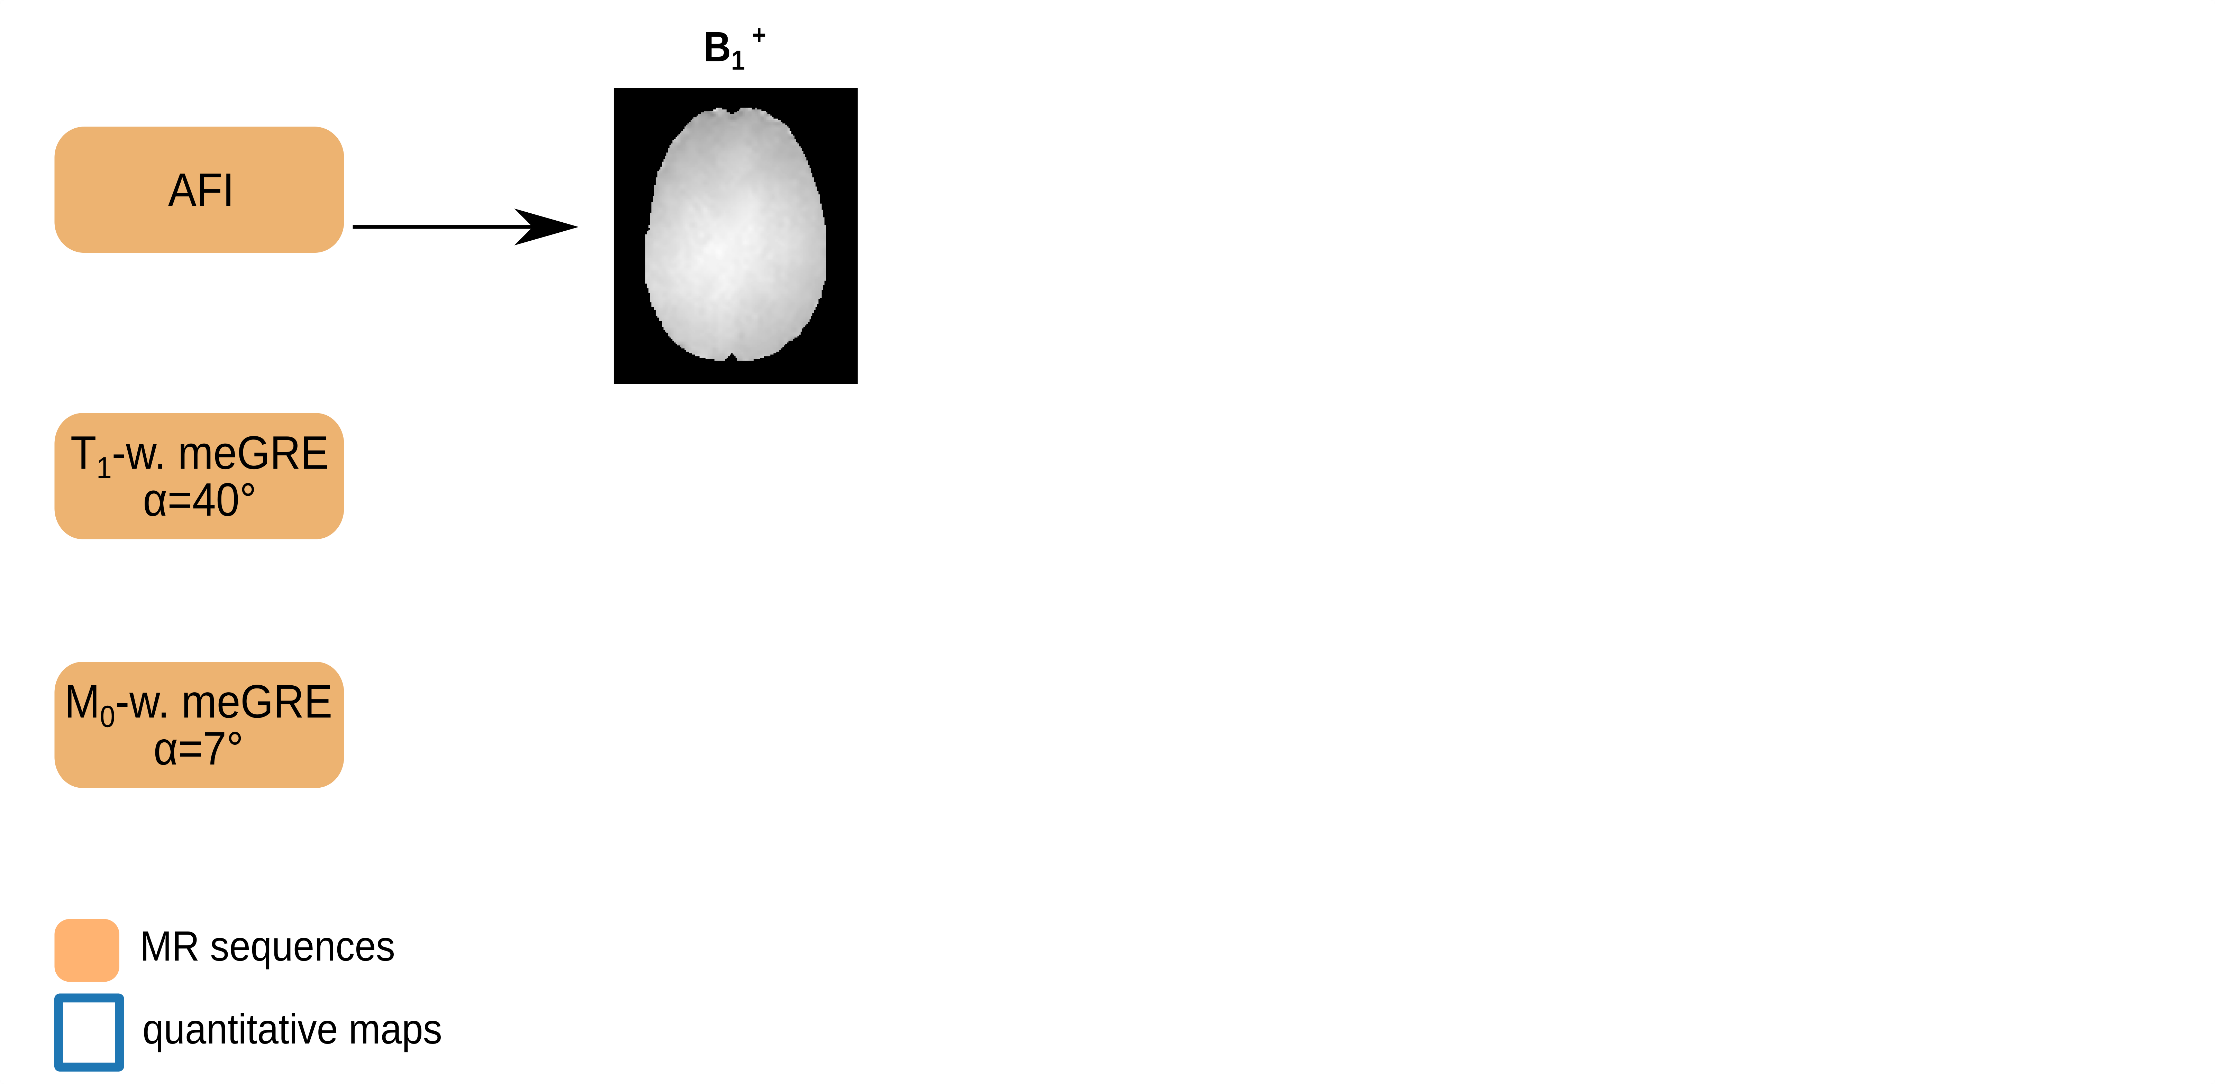 B₁⁺
AFI
T₁-w. meGRE
α=40°
M₀-w. meGRE
α=7°
MR sequences
quantitative maps